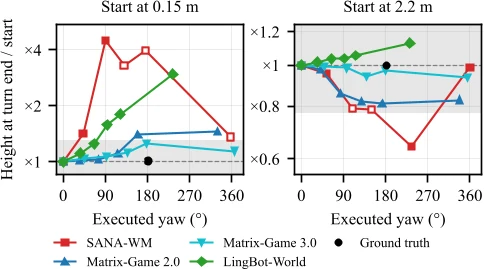 Start at 0.15 m
Start at 2.2 m
Height at turn end / start
×4
×2
×1
0
90
180
270
360
Executed yaw (°)
×1.2
×1
×0.8
×0.6
0
90
180
270
360
Executed yaw (°)
SANA-WM
Matrix-Game 3.0
Ground truth
Matrix-Game 2.0
LingBot-World